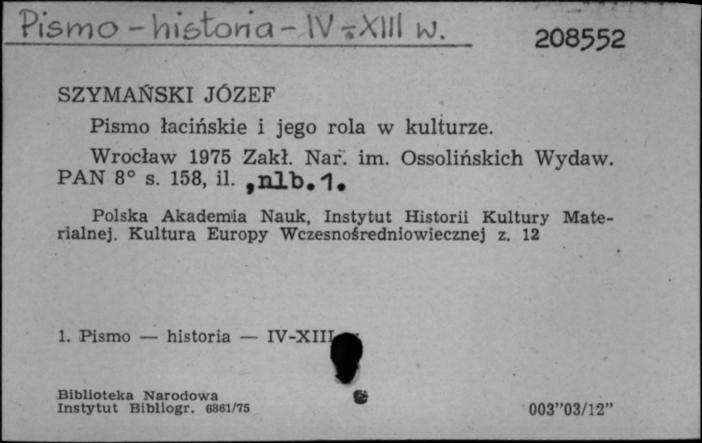 Pismo - historia - IV - XIII w.
208552
SZYMAŃSKI JÓZEF
Pismo łacińskie i jego rola w kulturze.
Wrocław 1975 Zakł. Nar. im. Ossolińskich Wydaw.
PAN 8° s. 158, il. ,nlb.1.
Polska Akademia Nauk, Instytut Historii Kultury Mate-
rialnej. Kultura Europy Wczesnośredniowiecznej z. 12
1. Pismo — historia — IV-XIII
Biblioteka Narodowa
Instytut Bibliogr. 6861/75
003"03/12"